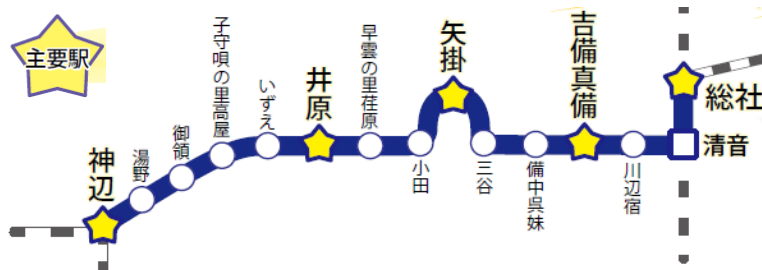 主要駅
神辺
湯野
御領
子守唄の里高屋
いずえ
井原
早雲の里荏原
小田
矢掛
三谷
備中呉妹
吉備真備
川辺宿
清音
総社